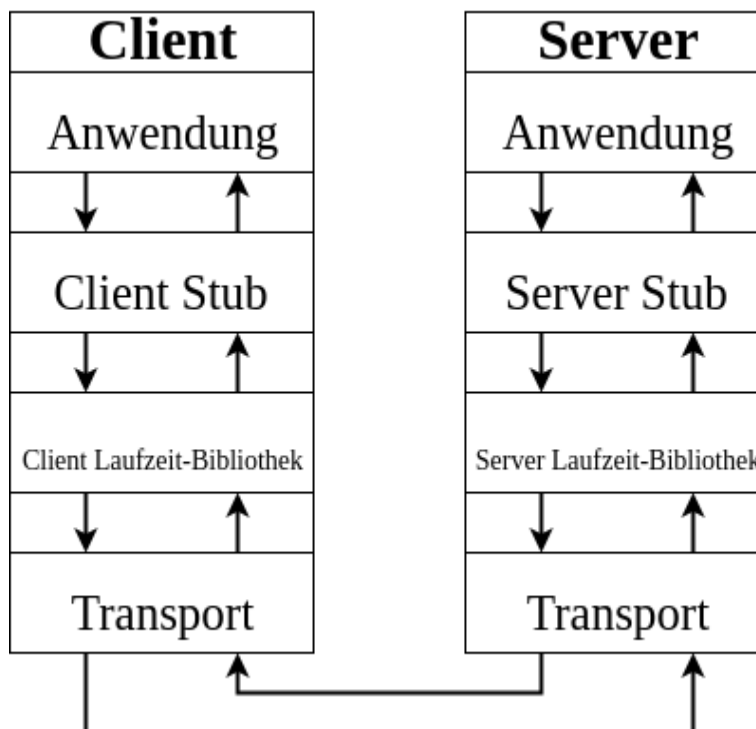 Client
Anwendung
Client Stub
Client Laufzeit-Bibliothek
Transport
Server
Anwendung
Server Stub
Server Laufzeit-Bibliothek
Transport